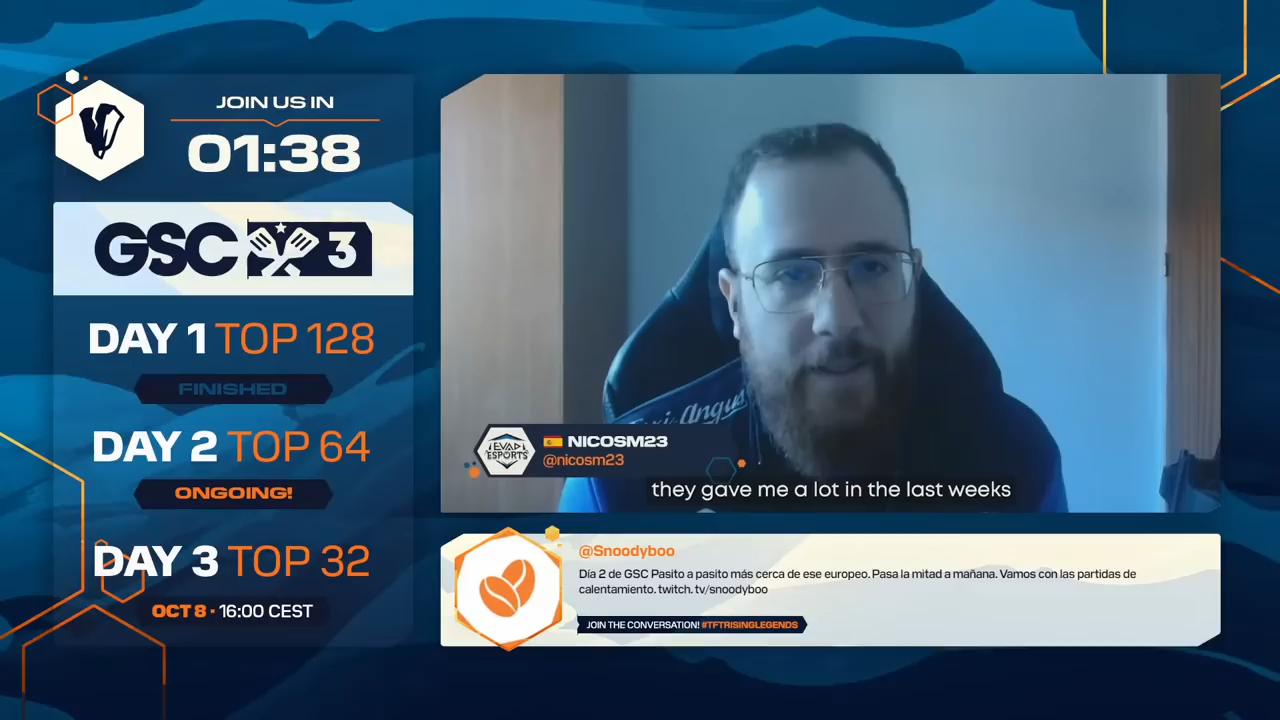 JOIN US IN
01:38
GSC 3
DAY 1 TOP 128
FINISHED
DAY 2 TOP 64
ONGOING!
DAY 3 TOP 32
OCT 8 · 16:00 CEST
Angus
EVADI
ESPORTS
NICOSM23
@nicosm23
they gave me a lot in the last weeks
@Snoodyboo
Día 2 de GSC Pasito a pasito más cerca de ese europeo. Pasa la mitad a mañana. Vamos con las partidas de
calentamiento. twitch. tv/snoodyboo
JOIN THE CONVERSATION! #TFTRISINGLEGENDS